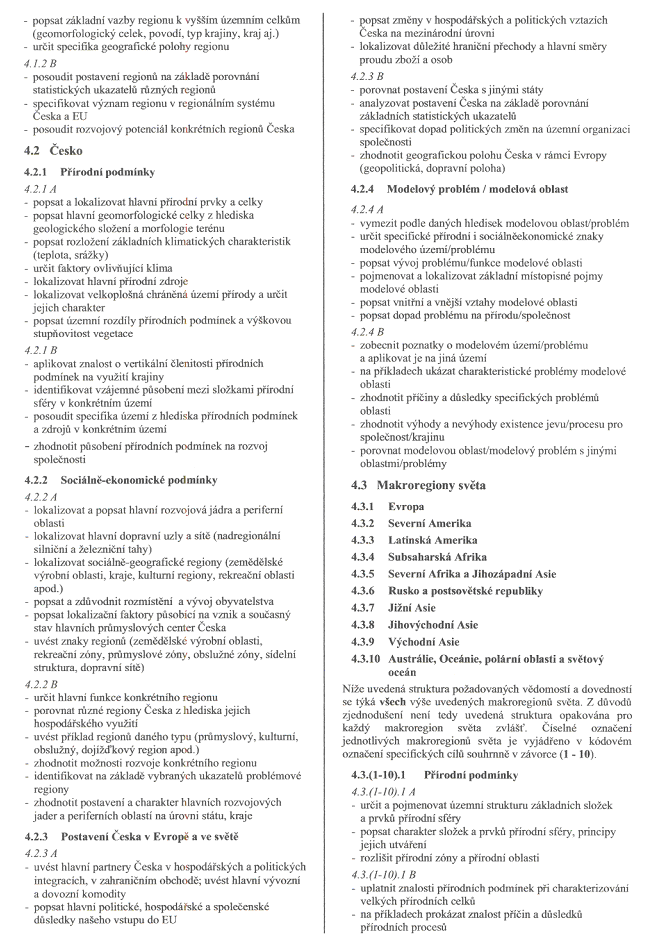 - popsat základní vazby regionu k vyšším územním celkům
(geomorfologický celek, povodí, typ krajiny, kraj aj.)
- určit specifika geografické polohy regionu
4.1.2 B
- posoudit postavení regionů na základě porovnání
statistických ukazatelů různých regionů
- specifikovat význam regionu v regionálním systému
Česka a EU
- posoudit rozvojový potenciál konkrétních regionů Česka
4.2 Česko
4.2.1 Přírodní podmínky
4.2.1 A
- popsat a lokalizovat hlavní přírodní prvky a celky
- popsat hlavní geomorfologické celky z hlediska
geologického složení a morfologie terénu
- popsat rozložení základních klimatických charakteristik
(teplota, srážky)
- určit faktory ovlivňující klima
- lokalizovat hlavní přírodní zdroje
- lokalizovat velkoplošná chráněná území přírody a určit
jejich charakter
- popsat územní rozdíly přírodních podmínek a výškovou
stupňovitost vegetace
4.2.1 B
- aplikovat znalost o vertikální členitosti přírodních
podmínek na využití krajiny
- identifikovat vzájemné působení mezi složkami přírodní
sféry v konkrétním území
- posoudit specifika území z hlediska přírodních podmínek
a zdrojů v konkrétním území
- zhodnotit působení přírodních podmínek na rozvoj
společnosti
4.2.2 Sociálně-ekonomické podmínky
4.2.2 A
- lokalizovat a popsat hlavní rozvojová jádra a periferní
oblasti
- lokalizovat hlavní dopravní uzly a sítě (nadregionální
silniční a železniční tahy)
- lokalizovat sociálně-geografické regiony (zemědělské
výrobní oblasti, kraje, kulturní regiony, rekreační oblasti
apod.)
- popsat a zdůvodnit rozmístění a vývoj obyvatelstva
- popsat lokalizační faktory působící na vznik a současný
stav hlavních průmyslových center Česka
- uvést znaky regionů (zemědělské výrobní oblasti,
rekreační zóny, průmyslové zóny, obslužné zóny, sídelní
struktura, dopravní sítě)
4.2.2 B
- určit hlavní funkce konkrétního regionu
- porovnat různé regiony Česka z hlediska jejich
hospodářského využití
- uvést příklad regionů daného typu (průmyslový, kulturní,
obslužný, dojížďkový region apod.)
- zhodnotit možnosti rozvoje konkrétního regionu
- identifikovat na základě vybraných ukazatelů problémové
regiony
- zhodnotit postavení a charakter hlavních rozvojových
jader a periferních oblastí na úrovni státu, kraje
4.2.3 Postavení Česka v Evropě a ve světě
4.2.3 A
- uvést hlavní partnery Česka v hospodářských a politických
integracích, v zahraničním obchodě; uvést hlavní vývozní
a dovozní komodity
- popsat hlavní politické, hospodářské a společenské
důsledky našeho vstupu do EU
- popsat změny v hospodářských a politických vztazích
Česka na mezinárodní úrovni
- lokalizovat důležité hraniční přechody a hlavní směry
proudu zboží a osob
4.2.3 B
- porovnat postavení Česka s jinými státy
- analyzovat postavení Česka na základě porovnání
základních statistických ukazatelů
- specifikovat dopad politických změn na územní organizaci
společnosti
- zhodnotit geografickou polohu Česka v rámci Evropy
(geopolitická, dopravní poloha)
4.2.4 Modelový problém / modelová oblast
4.2.4 A
- vymezit podle daných hledisek modelovou oblast/problém
- určit specifické přírodní i sociálněekonomické znaky
modelového území/problému
- popsat vývoj problému/funkce modelové oblasti
- pojmenovat a lokalizovat základní místopisné pojmy
modelové oblasti
- popsat vnitřní a vnější vztahy modelové oblasti
- popsat dopad problému na přírodu/společnost
4.2.4 B
- zobecnit poznatky o modelovém území/problému
a aplikovat je na jiná území
- na příkladech ukázat charakteristické problémy modelové
oblasti
- zhodnotit příčiny a důsledky specifických problémů
oblasti
- zhodnotit výhody a nevýhody existence jevu/procesu pro
společnost/krajinu
- porovnat modelovou oblast/modelový problém s jinými
oblastmi/problémy
4.3 Makroregiony světa
4.3.1 Evropa
4.3.2 Severní Amerika
4.3.3 Latinská Amerika
4.3.4 Subsaharská Afrika
4.3.5 Severní Afrika a Jihozápadní Asie
4.3.6 Rusko a postsovětské republiky
4.3.7 Jižní Asie
4.3.8 Jihovýchodní Asie
4.3.9 Východní Asie
4.3.10 Austrálie, Oceánie, polární oblasti a světový
oceán
Níže uvedená struktura požadovaných vědomostí a dovedností
se týká všech výše uvedených makroregionů světa. Z důvodů
zjednodušení není tedy uvedená struktura opakována pro
každý makroregion světa zvlášť. Číselné označení
jednotlivých makroregionů světa je vyjádřeno v kódovém
označení specifických cílů souhrnně v závorce (1 - 10).
4.3.(1-10).1 Přírodní podmínky
4.3.(1-10).1 A
- určit a pojmenovat územní strukturu základních složek
a prvků přírodní sféry
- popsat charakter složek a prvků přírodní sféry, principy
jejich utváření
- rozlišit přírodní zóny a přírodní oblasti
4.3.(1-10).1 B
- uplatnit znalosti přírodních podmínek při charakterizování
velkých přírodních celků
- na příkladech prokázat znalost příčin a důsledků
přírodních procesů